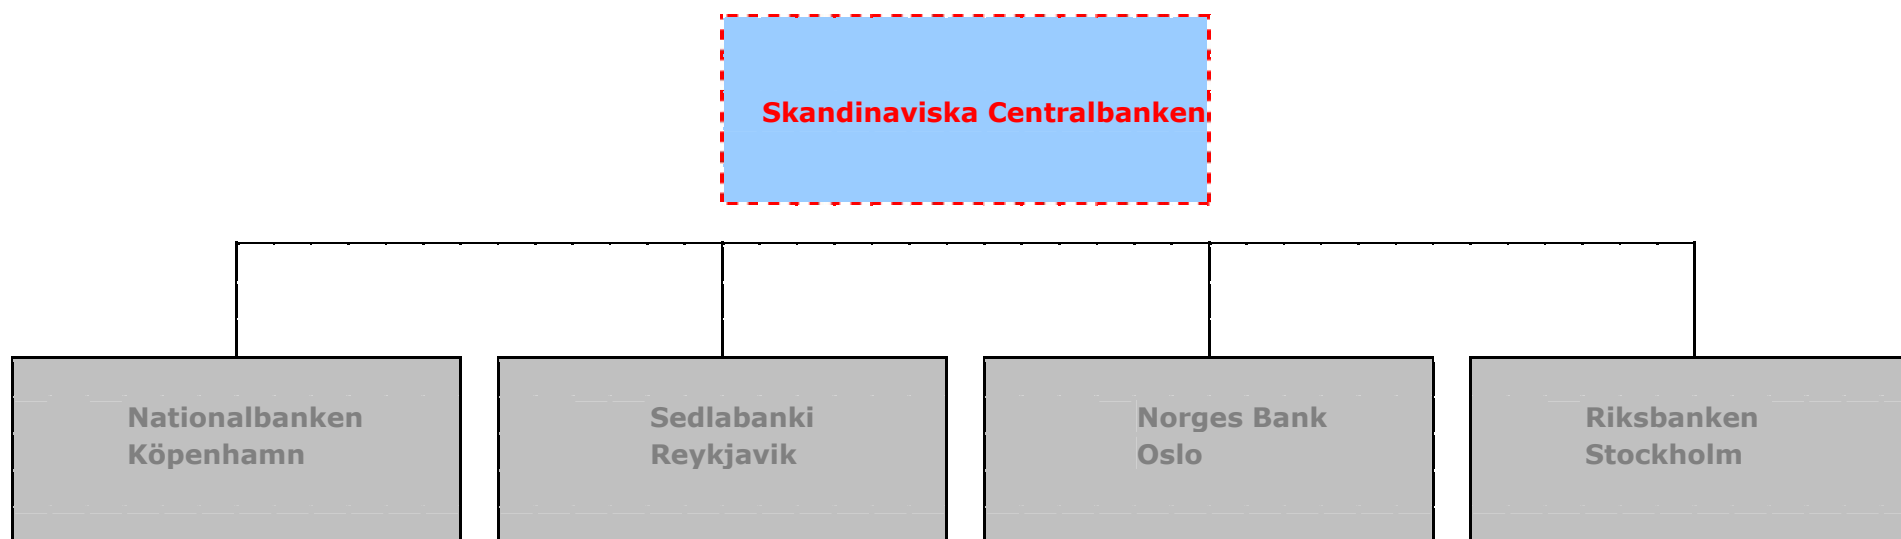 Skandinaviska Centralbanken
Nationalbanken
Köpenhamn
Sedlabanki
Reykjavik
Norges Bank
Oslo
Riksbanken
Stockholm